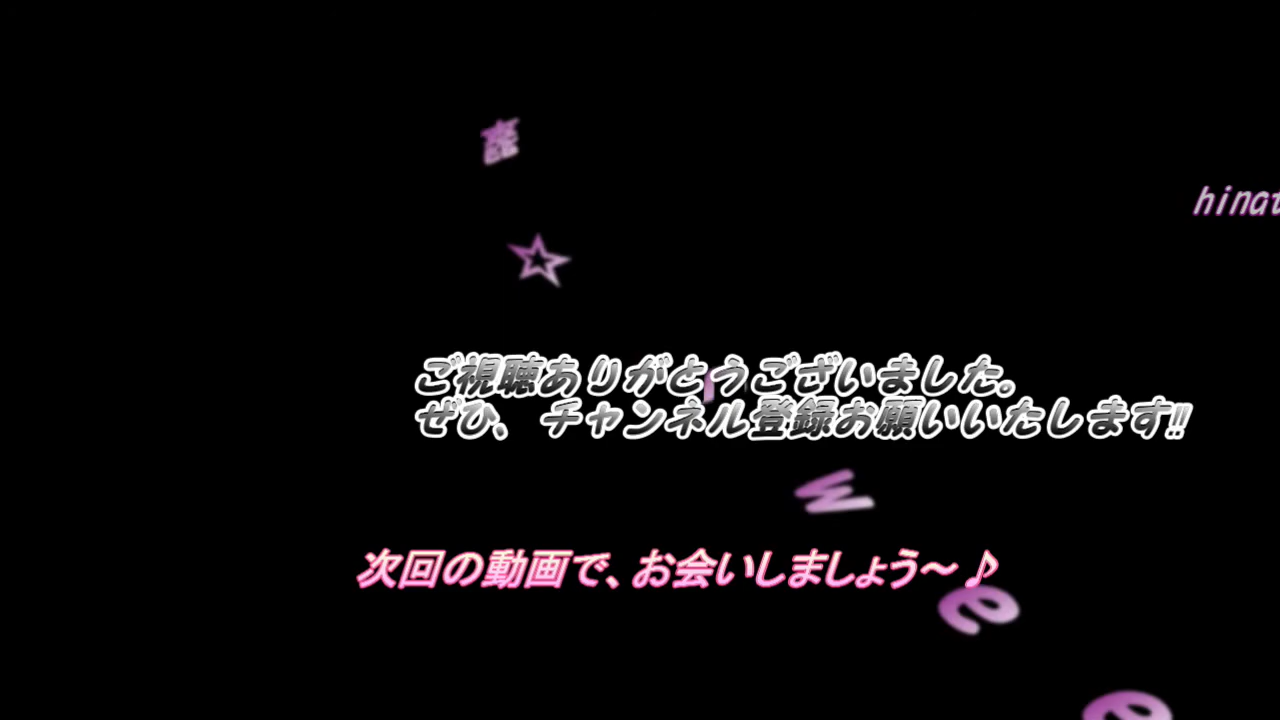 ☆
hinat
ご視聴ありがとうございました。
ぜひ、チャンネル登録お願いいたします!!
w
次回の動画で、お会いしましょう～♪
e
e